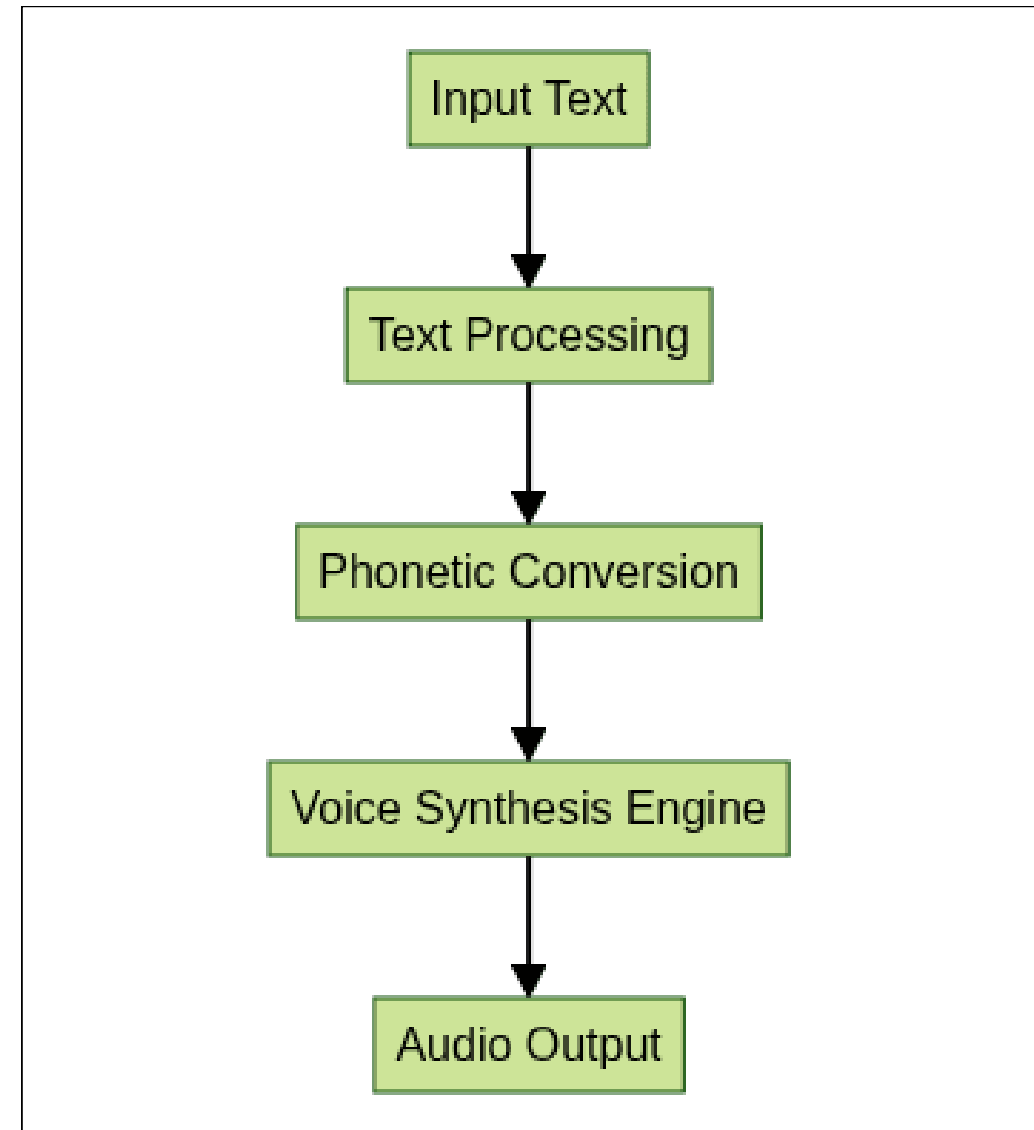 Input Text
Text Processing
Phonetic Conversion
Voice Synthesis Engine
Audio Output